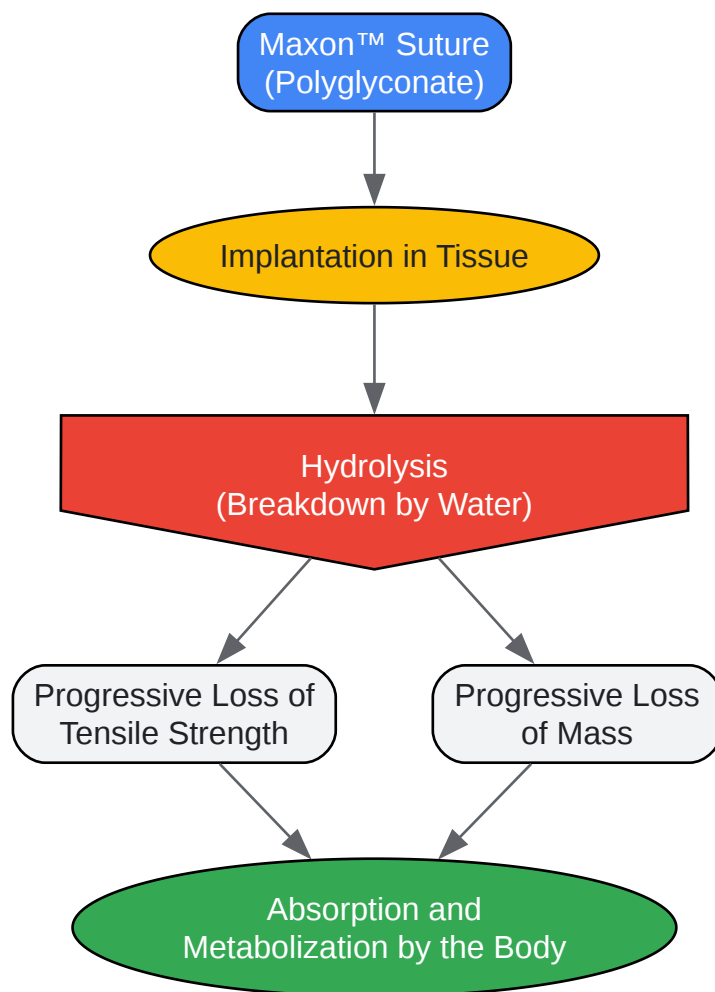 Maxon™ Suture
(Polyglyconate)
Implantation in Tissue
Hydrolysis
(Breakdown by Water)
Progressive Loss of
Tensile Strength
Progressive Loss
of Mass
Absorption and
Metabolization by the Body